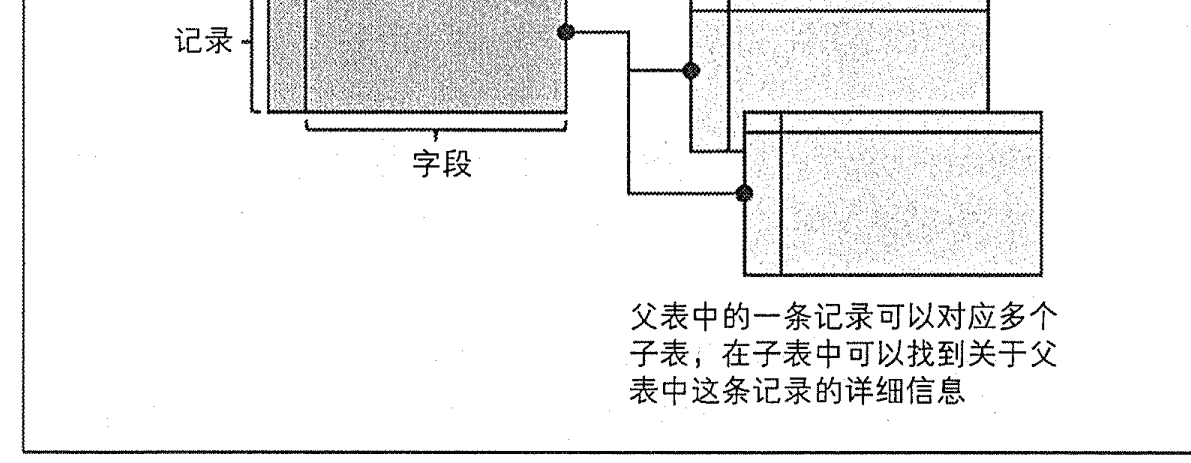 记录
字段
父表中的一条记录可以对应多个
子表，在子表中可以找到关于父
表中这条记录的详细信息